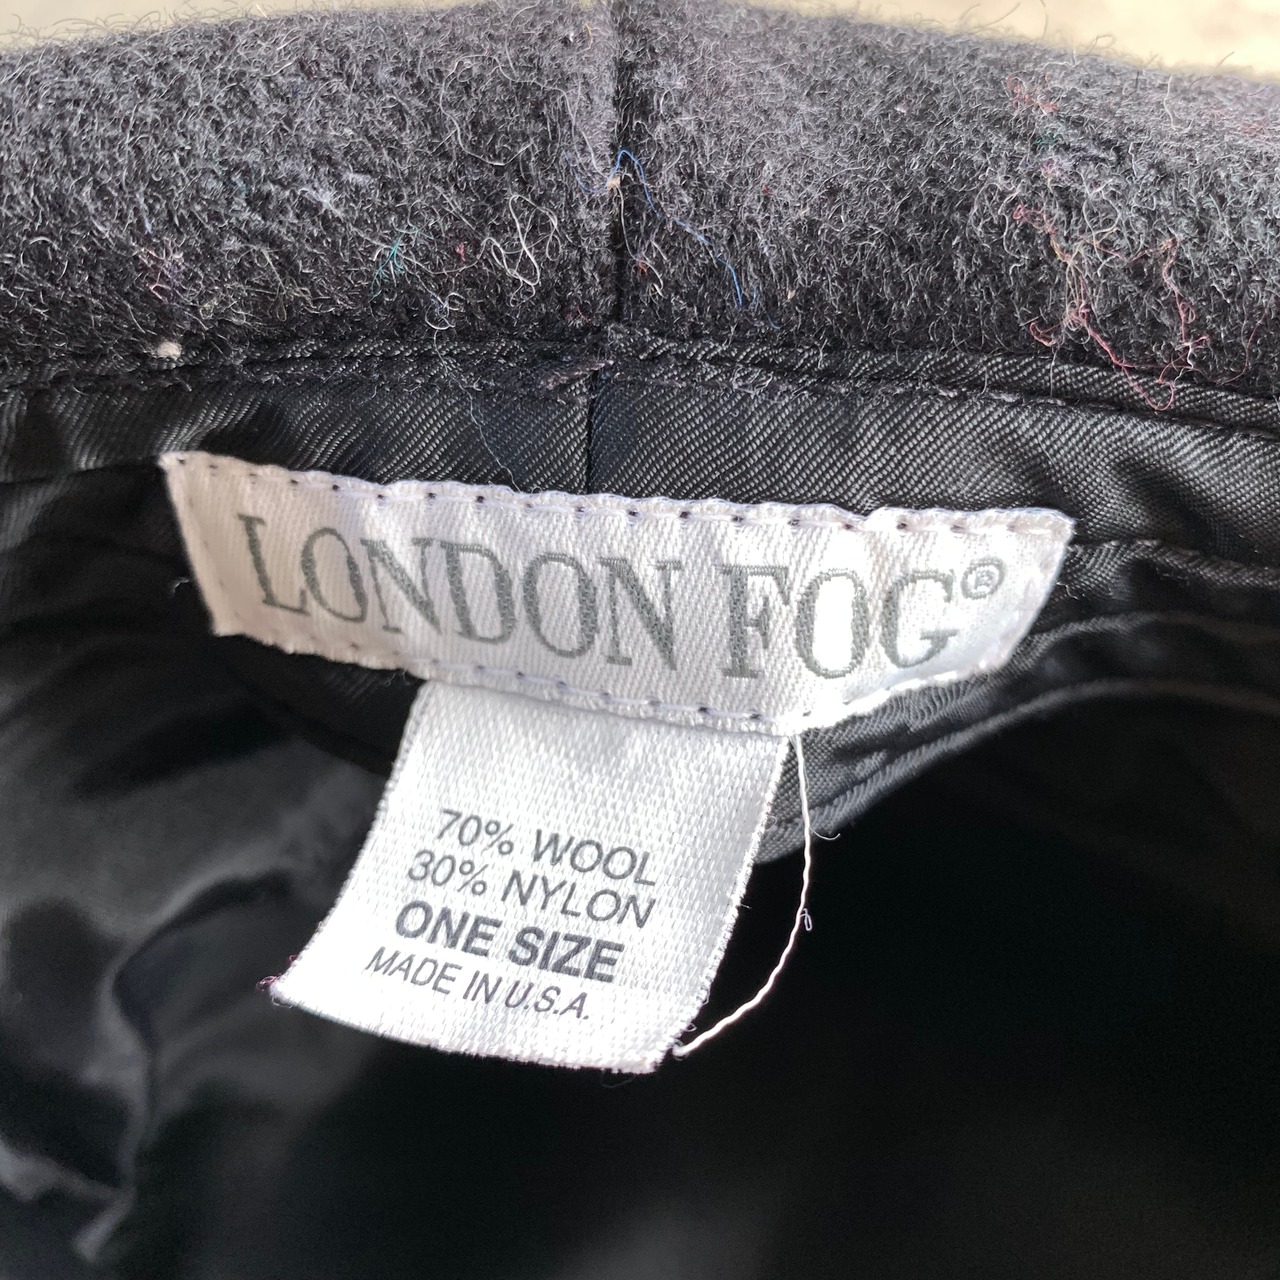 LONDON FOG®
70% WOOL
30% NYLON
ONE SIZE
MADE IN U.S.A.